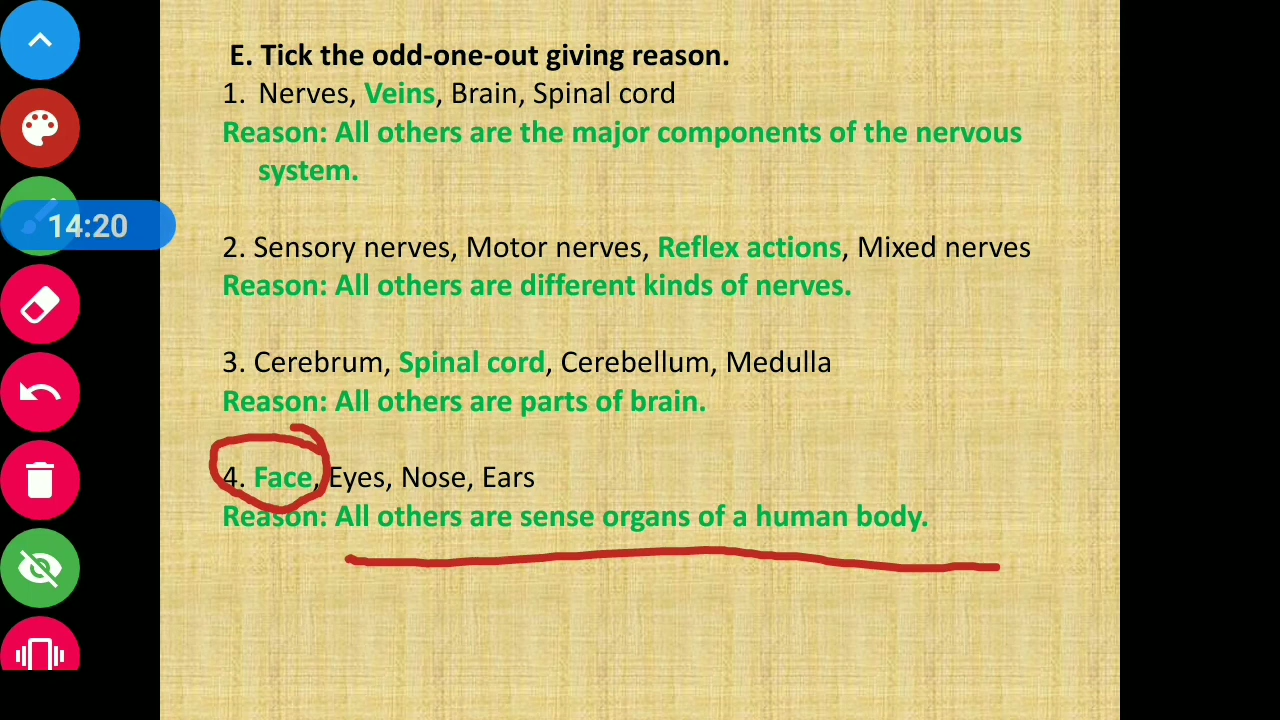 E. Tick the odd-one-out giving reason.
1. Nerves, Veins, Brain, Spinal cord
Reason: All others are the major components of the nervous
system.
14:20
2. Sensory nerves, Motor nerves, Reflex actions, Mixed nerves
Reason: All others are different kinds of nerves.
3. Cerebrum, Spinal cord, Cerebellum, Medulla
Reason: All others are parts of brain.
4. Face, Eyes, Nose, Ears
Reason: All others are sense organs of a human body.